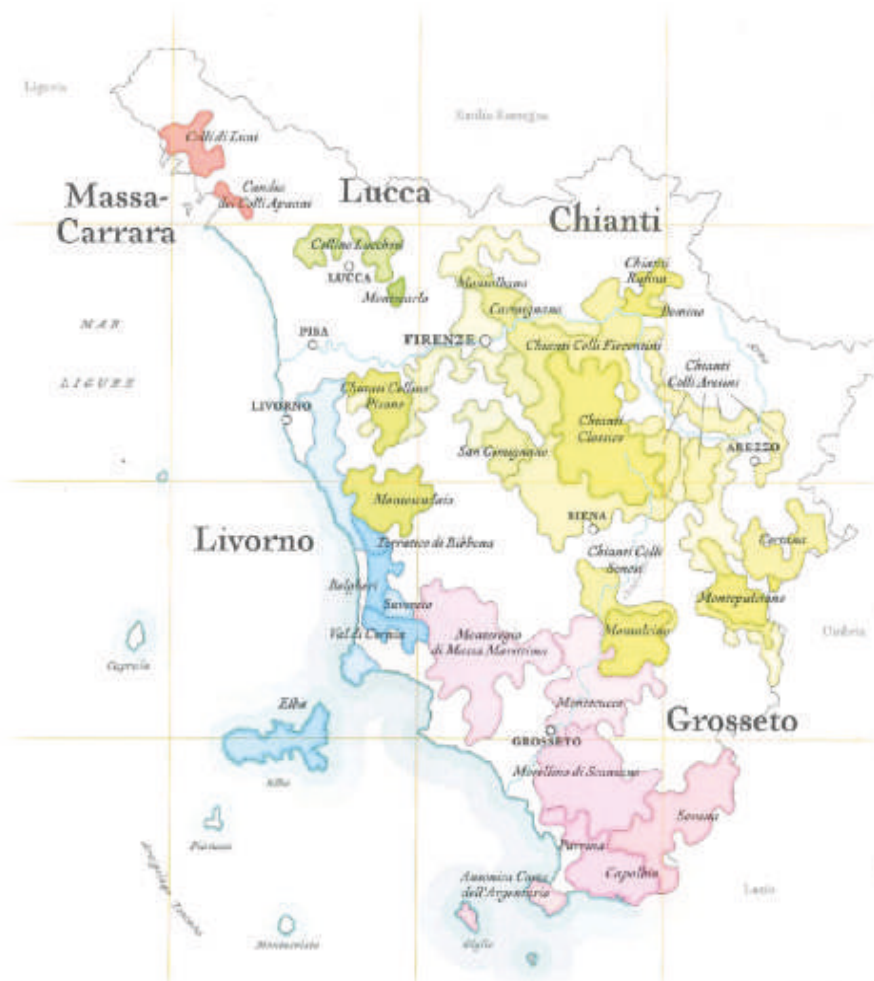 Liguria
Emilia Romagna
Colli di Luni
Massa-
Carrara
Candia
dei Colli Apuani
Lucca
Chianti
Colline Lucchesi
LUCCA
Montecarlo
Chianti
Rufina
Pomino
Carmignano
MAR
LIGURE
PISA
FIRENZE
Chianti Colli Fiorentini
Chianti
Colli Aretini
LIVORNO
Chianti Colline
Pisane
Chianti
Classico
San Gimignano
AREZZO
Montescudaio
Livorno
SIENA
Terratico di Bibbona
Cortona
Chianti Colli
Senesi
Bolgheri
Suvereto
Montepulciano
Val di Cornia
Monteregio
di Massa Marittima
Montalcino
Umbria
Capraia
Elba
Montecucco
Grosseto
GROSSETO
Morellino di Scansano
Elba
Sovana
Pianosa
Parrina
Capalbio
Ansonica Costa
dell'Argentario
Lazio
Arcipelago Toscano
Montecristo
Giglio